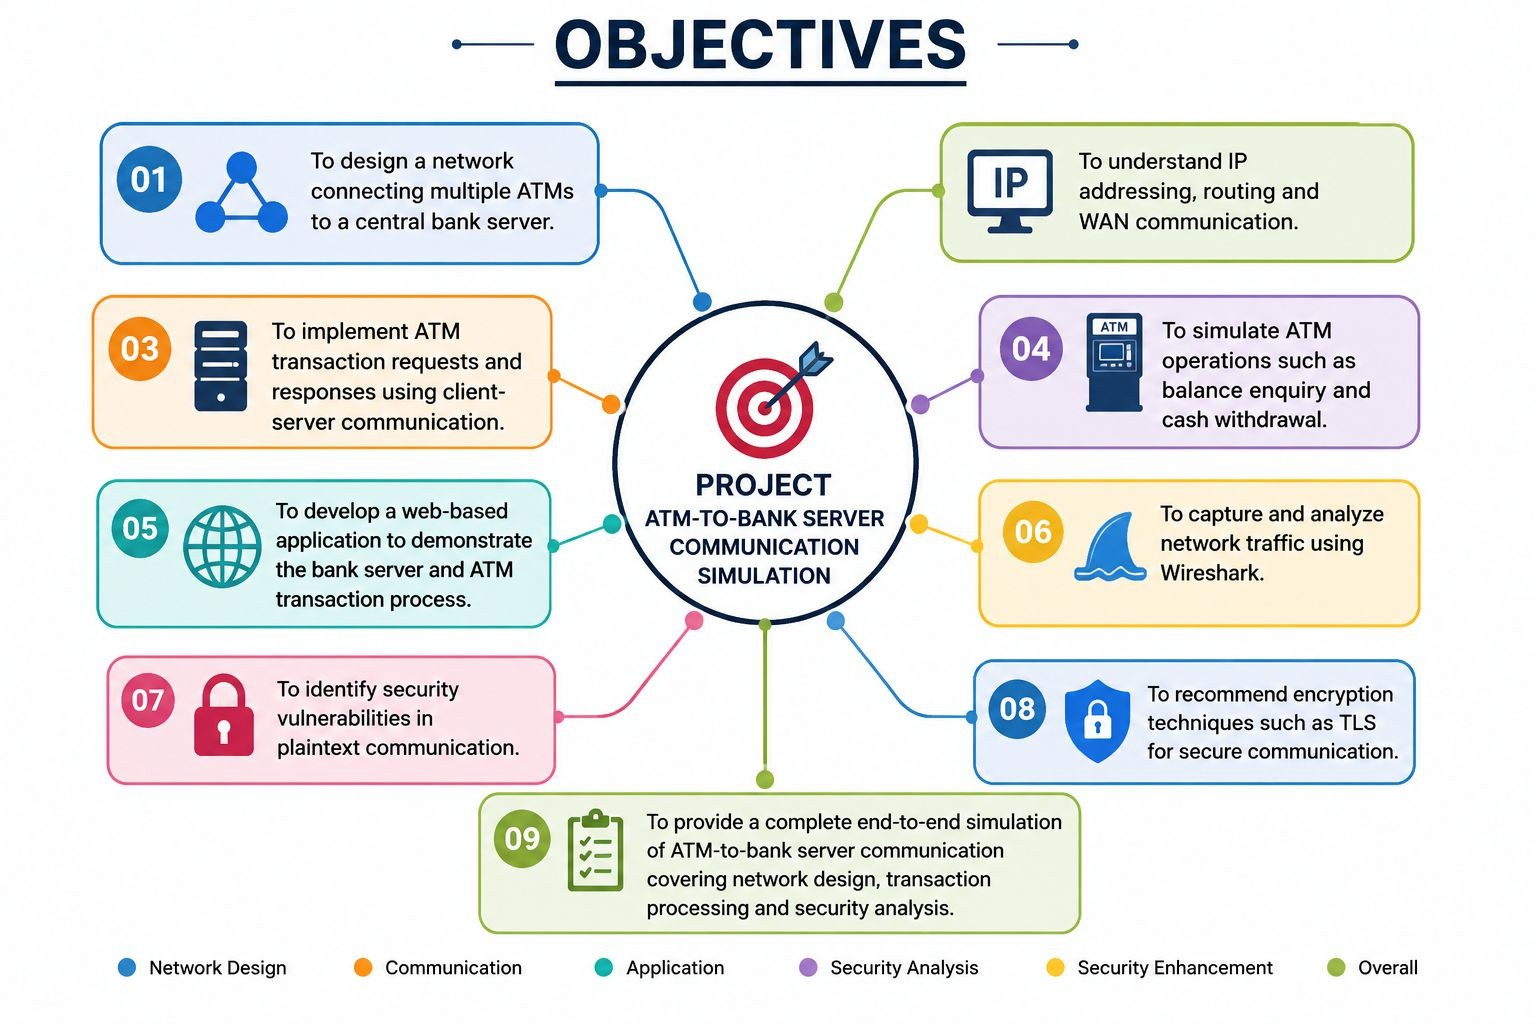 OBJECTIVES
01
To design a network
connecting multiple ATMs
to a central bank server.
IP
To understand IP
addressing, routing and
WAN communication.
03
To implement ATM
transaction requests and
responses using client-
server communication.
04
ATM
To simulate ATM
operations such as
balance enquiry and
cash withdrawal.
PROJECT
ATM-TO-BANK SERVER
COMMUNICATION
SIMULATION
05
To develop a web-based
application to demonstrate
the bank server and ATM
transaction process.
06
To capture and analyze
network traffic using
Wireshark.
07
To identify security
vulnerabilities in
plaintext communication.
08
To recommend encryption
techniques such as TLS
for secure communication.
09
To provide a complete end-to-end simulation
of ATM-to-bank server communication
covering network design, transaction
processing and security analysis.
Network Design
Communication
Application
Security Analysis
Security Enhancement
Overall